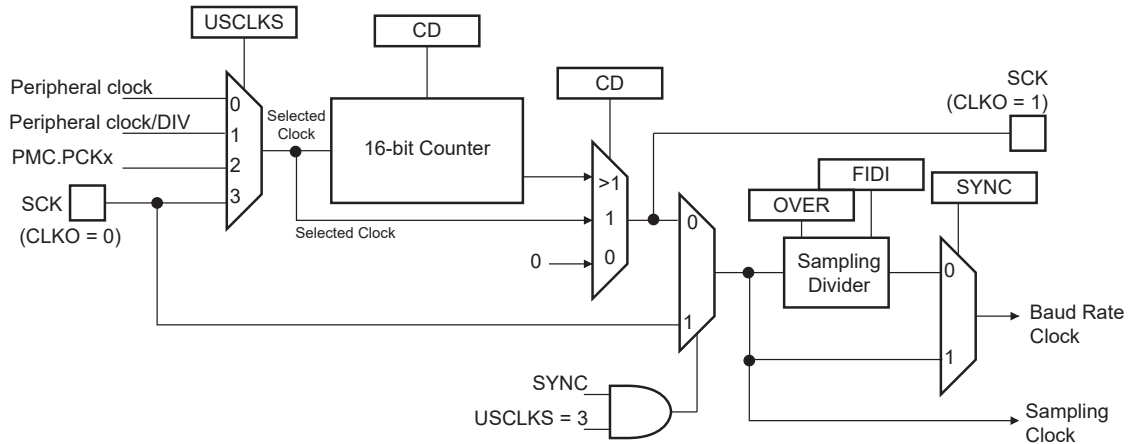 USCLKS
CD
CD
SCK
(CLKO = 1)
Peripheral clock
0
Peripheral clock/DIV
1
PMC.PCKx
2
3
SCK
(CLKO = 0)
Selected
Clock
16-bit Counter
Selected Clock
>1
1
0
0
0
1
FIDI
OVER
SYNC
Sampling
Divider
0
1
Baud Rate
Clock
SYNC
USCLKS = 3
Sampling
Clock